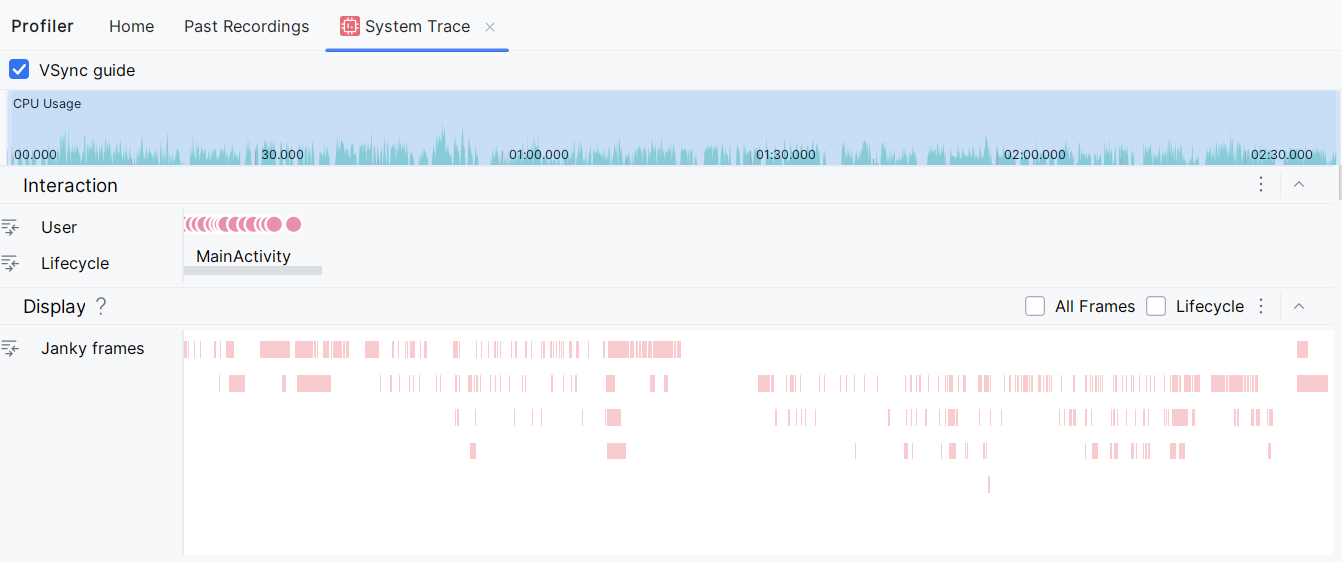 Profiler Home Past Recordings System Trace ×
VSync guide
CPU Usage
00.000 30.000 01:00.000 01:30.000 02:00.000 02:30.000
Interaction
User
Lifecycle MainActivity
Display ? All Frames Lifecycle
Janky frames